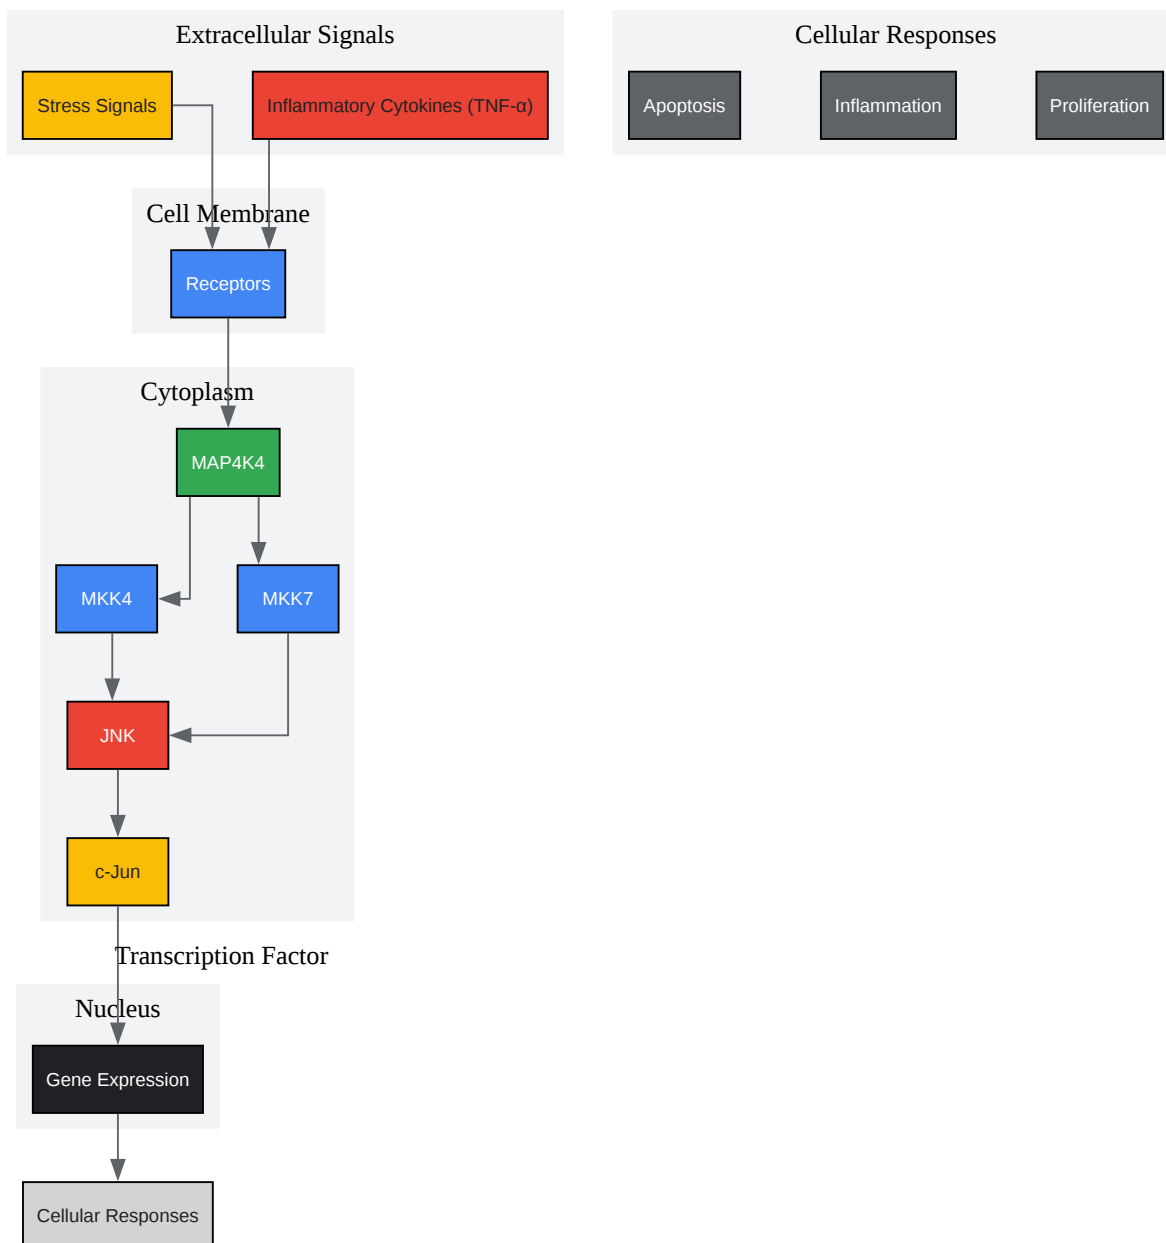 Extracellular Signals
Stress Signals
Inflammatory Cytokines (TNF-α)
Cellular Responses
Apoptosis
Inflammation
Proliferation
Cell Membrane
Receptors
Cytoplasm
MAP4K4
MKK4
MKK7
JNK
c-Jun
Transcription Factor
Nucleus
Gene Expression
Cellular Responses